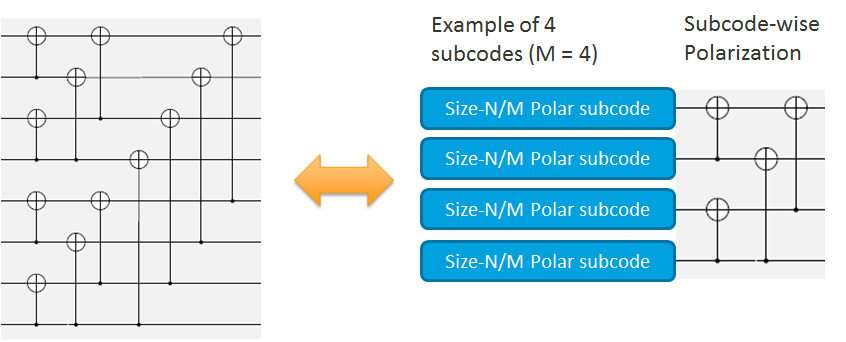 Example of 4
subcodes (M = 4)
Subcode-wise
Polarization
Size-N/M Polar subcode
Size-N/M Polar subcode
Size-N/M Polar subcode
Size-N/M Polar subcode